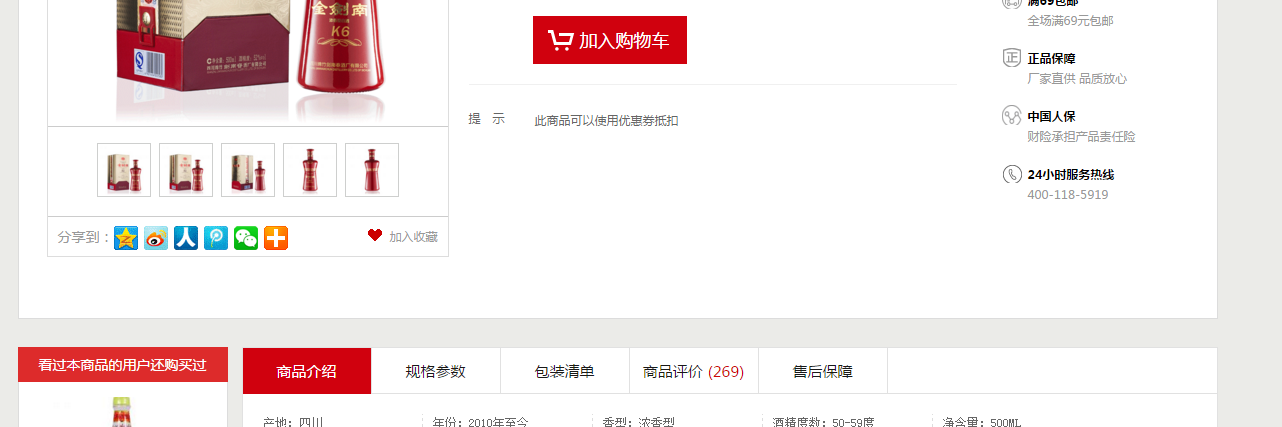 满69包邮
全场满69元包邮
金剑南
K6
加入购物车
正品保障
厂家直供 品质放心
提 示
此商品可以使用优惠券抵扣
中国人保
财险承担产品责任险
24小时服务热线
400-118-5919
分享到：
加入收藏
看过本商品的用户还购买过
商品介绍
规格参数
包装清单
商品评价 (269)
售后保障
产地：四川
年份：2010年至今
香型：浓香型
酒精度数：50-59度
净含量：500ML